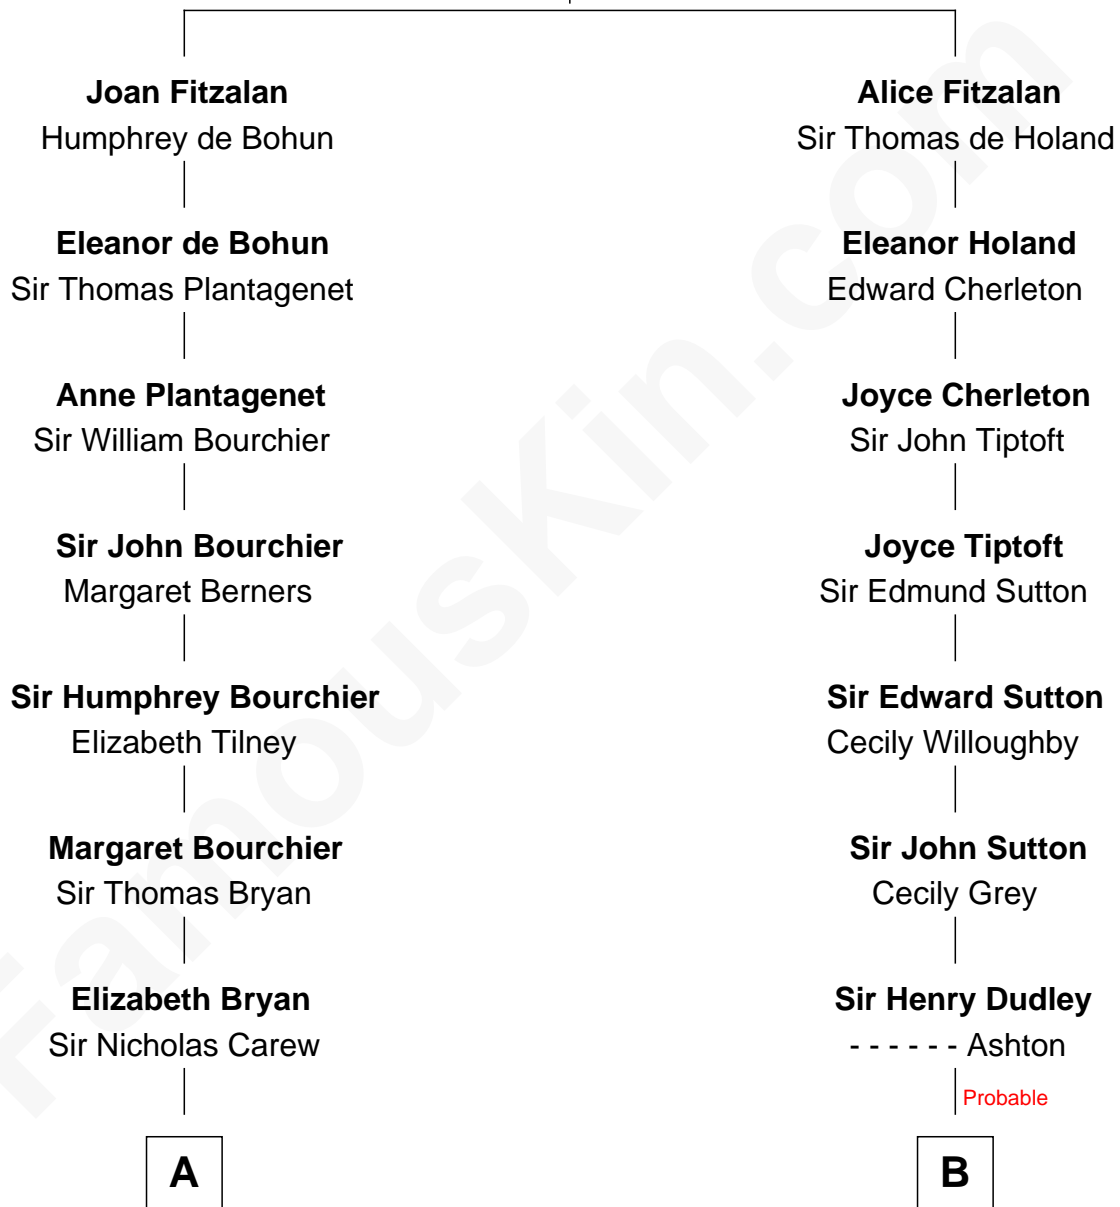 Joan Fitzalan
Humphrey de Bohun
Eleanor de Bohun
Sir Thomas Plantagenet
Anne Plantagenet
Sir William Bourchier
Sir John Bourchier
Margaret Berners
Sir Humphrey Bourchier
Elizabeth Tilney
Margaret Bourchier
Sir Thomas Bryan
Elizabeth Bryan
Sir Nicholas Carew
A
Alice Fitzalan
Sir Thomas de Holand
Eleanor Holand
Edward Cherleton
Joyce Cherleton
Sir John Tiptoft
Joyce Tiptoft
Sir Edmund Sutton
Sir Edward Sutton
Cecily Willoughby
Sir John Sutton
Cecily Grey
Sir Henry Dudley
- - - - - - Ashton
Probable
B
FamousKin.com